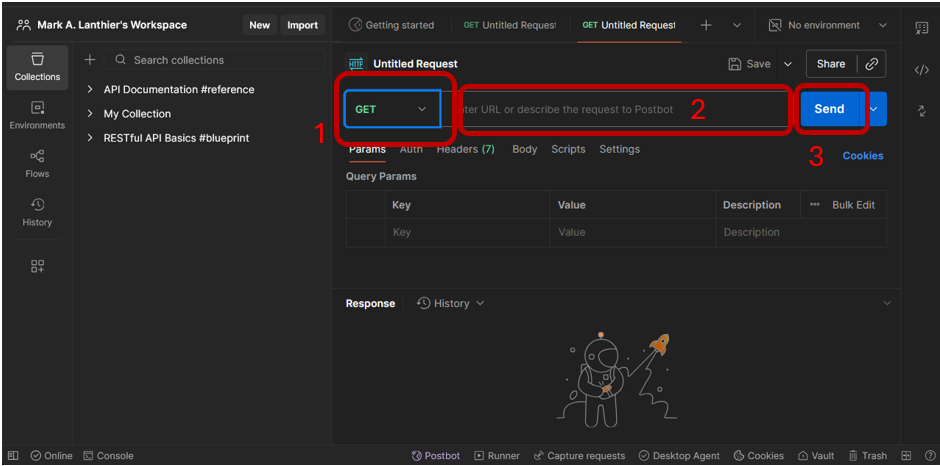 Mark A. Lanthier's Workspace
New
Import
Getting started
GET Untitled Request
GET Untitled Request
No environment
Collections
Environments
Flows
History
Search collections
API Documentation #reference
My Collection
RESTful API Basics #blueprint
HTTP
Untitled Request
Save
Share
1
GET
ter URL or describe the request to Postbot
2
Send
3
Params
Auth
Headers (7)
Body
Scripts
Settings
Cookies
Query Params
Key
Value
Description
Bulk Edit
Key
Value
Description
Response
History
Online
Console
Postbot
Runner
Capture requests
Desktop Agent
Cookies
Vault
Trash